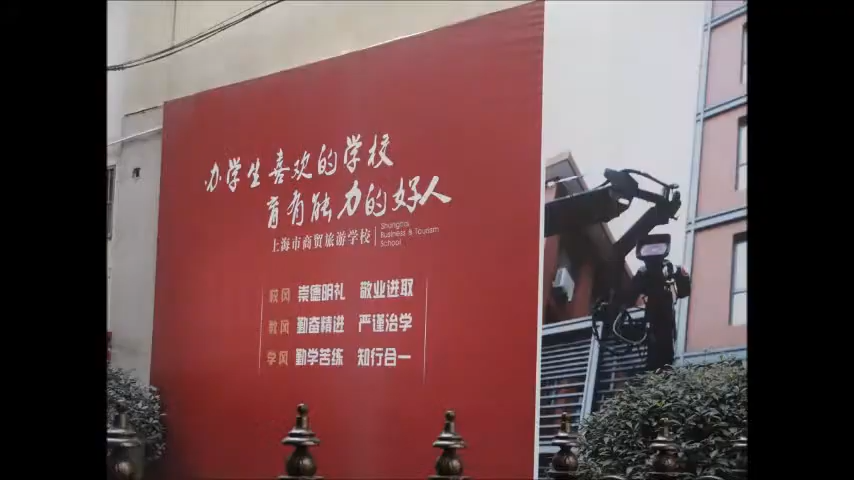 办学生喜欢的学校
育有能力的好人
上海市商贸旅游学校
Shanghai
Business & Tourism
School
校风 崇德明礼 敬业进取
教风 勤奋精进 严谨治学
学风 勤学苦练 知行合一